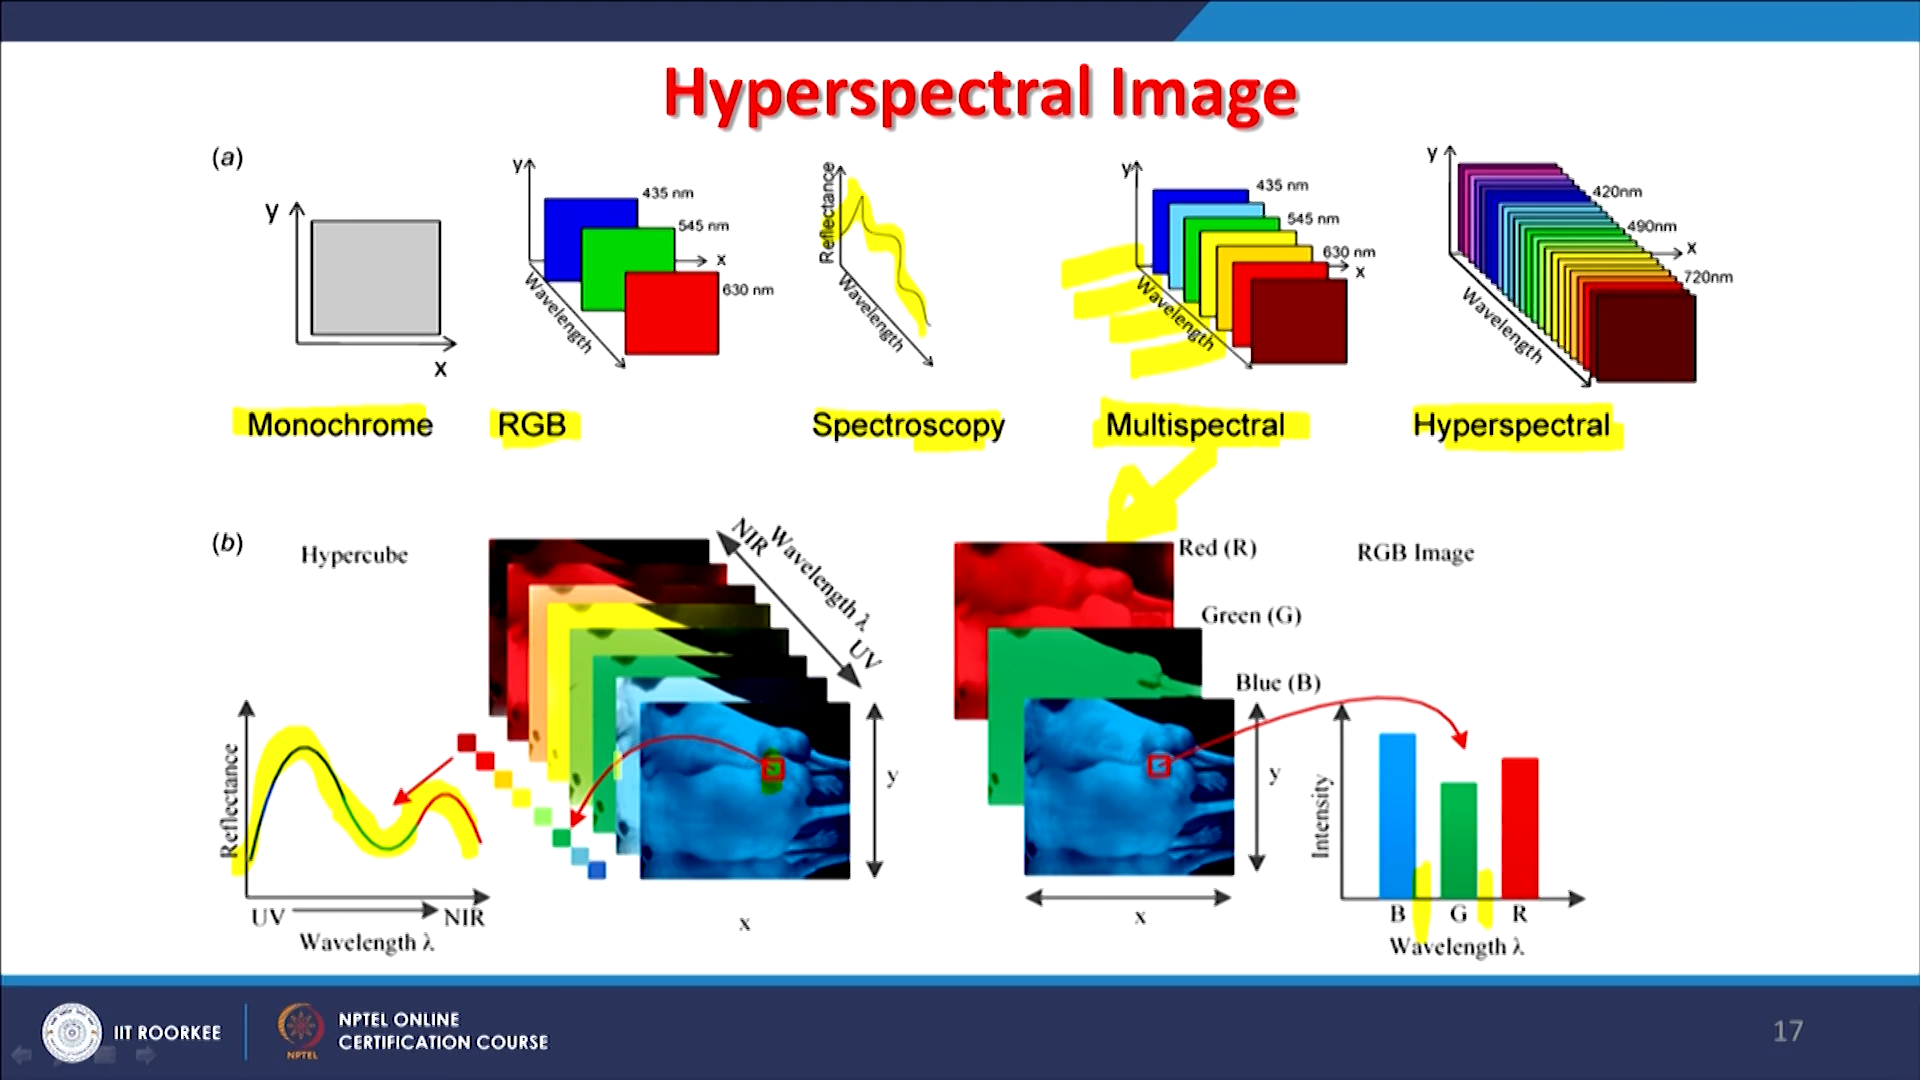 Hyperspectral Image
(a)
y
x
Monochrome
y
435 nm
545 nm
x
630 nm
Wavelength
RGB
Reflectance
Wavelength
Spectroscopy
y
435 nm
545 nm
630 nm
x
Wavelength
Multispectral
y
420nm
490nm
x
720nm
Wavelength
Hyperspectral
(b)
Hypercube
NIR
Wavelength λ
UV
y
x
Reflectance
UV
NIR
Wavelength λ
Red (R)
Green (G)
Blue (B)
y
x
RGB Image
Intensity
B G R
Wavelength λ
IIT ROORKEE
NPTEL
NPTEL ONLINE
CERTIFICATION COURSE
17